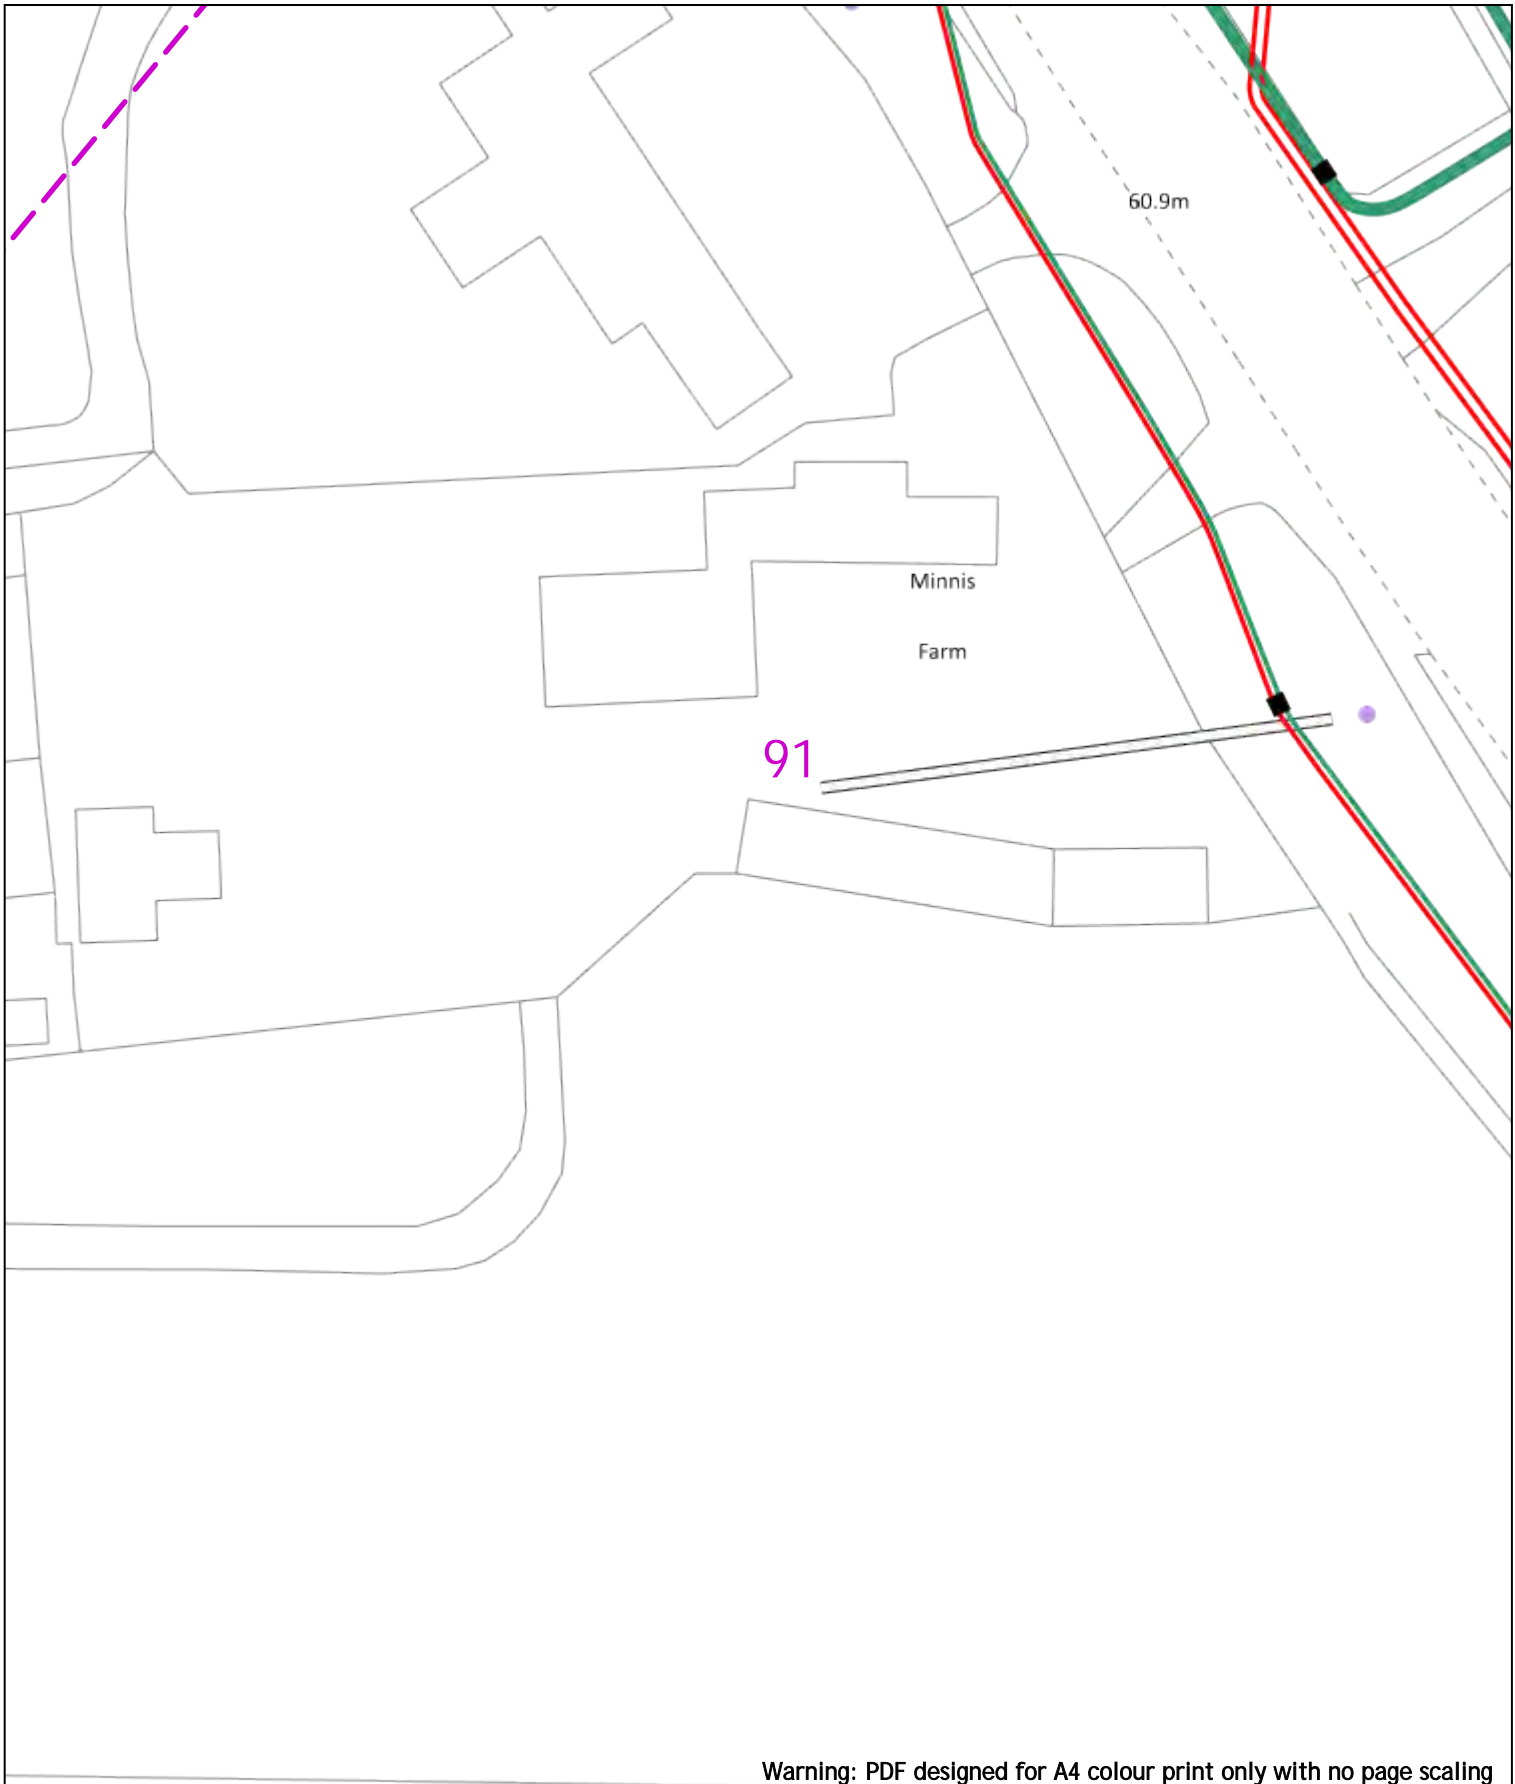 60.9m
Minnis
Farm
91
Warning: PDF designed for A4 colour print only with no page scaling